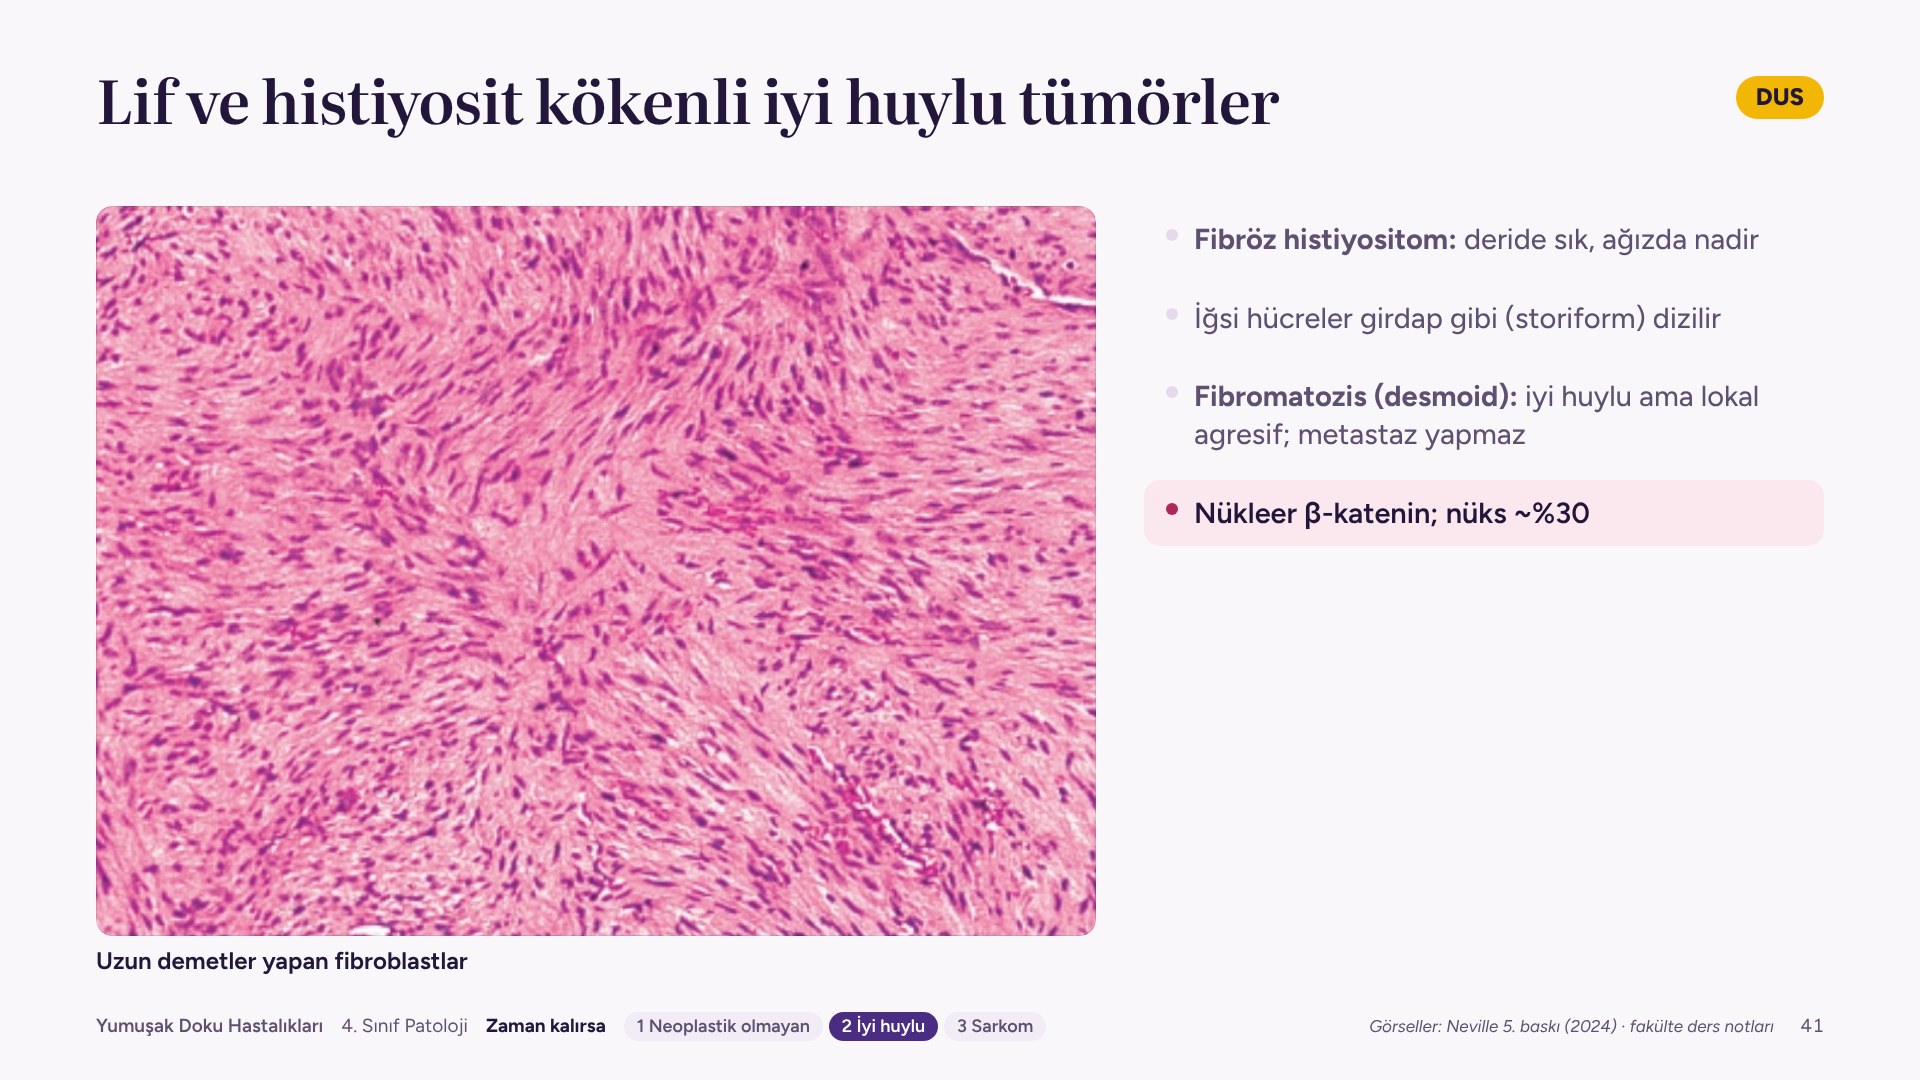 Lif ve histiyosit kökenli iyi huylu tümörler
DUS
Fibröz histiyositom: deride sık, ağızda nadir
İğsi hücreler girdap gibi (storiform) dizilir
Fibromatozis (desmoid): iyi huylu ama lokal
agresif; metastaz yapmaz
Nükleer β-katenin; nüks ~%30
Uzun demetler yapan fibroblastlar
Yumuşak Doku Hastalıkları 4. Sınıf Patoloji Zaman kalırsa 1 Neoplastik olmayan 2 İyi huylu 3 Sarkom Görseller: Neville 5. baskı (2024) · fakülte ders notları 41